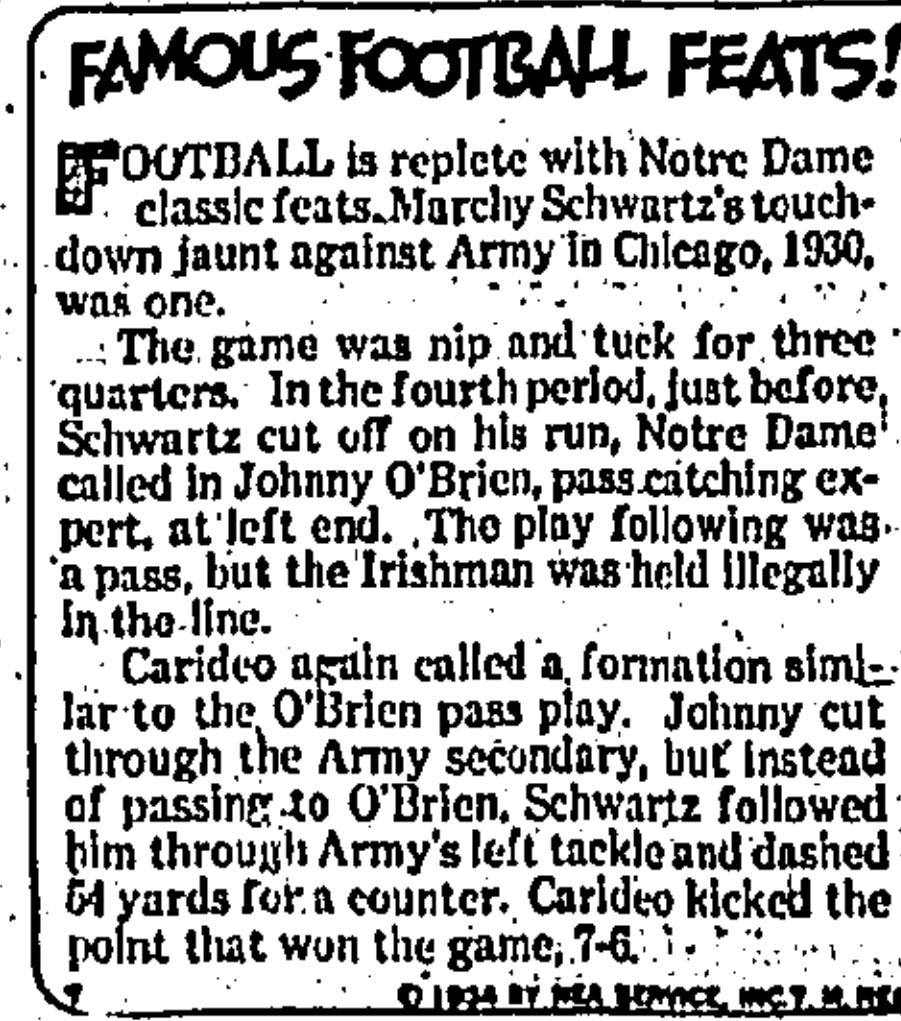 FAMOUS FOOTBALL FEATS!
FOOTBALL is replete with Notre Dame
classic feats. Marchy Schwartz's touch-
down jaunt against Army in Chicago, 1930,
was one.
The game was nip and tuck for three
quarters. In the fourth period, just before,
Schwartz cut off on his run, Notre Dame
called in Johnny O'Brien, pass catching ex-
pert, at left end. The play following was
a pass, but the Irishman was held illegally
in the line.
Carideo again called a formation simi-
lar to the O'Brien pass play. Johnny cut
through the Army secondary, but instead
of passing to O'Brien, Schwartz followed
him through Army's left tackle and dashed
54 yards for a counter. Carideo kicked the
point that won the game, 7-6.
7
© 1934 BY NEA SERVICE, INC. T. M. REG